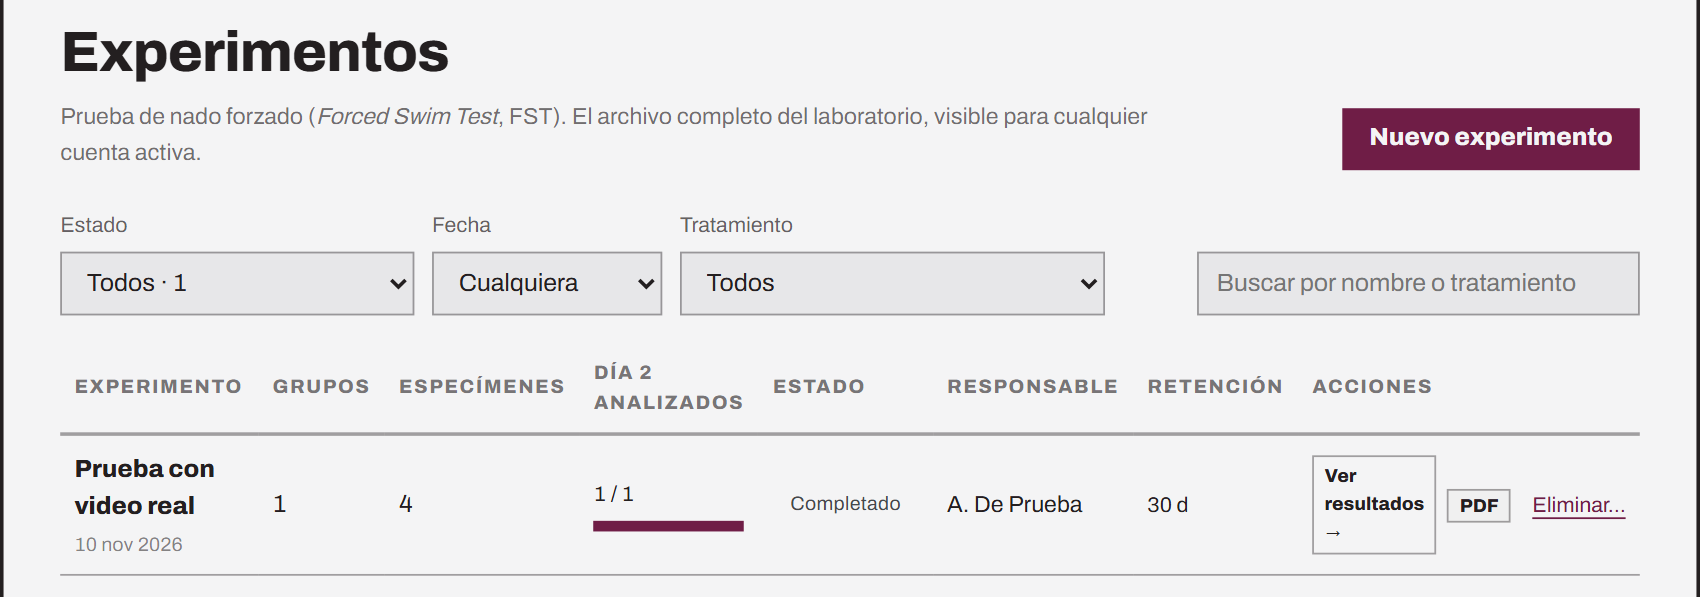 Experimentos
Prueba de nado forzado (Forced Swim Test, FST). El archivo completo del laboratorio, visible para cualquier
cuenta activa.
Nuevo experimento
Estado
Fecha
Tratamiento
Todos · 1
Cualquiera
Todos
Buscar por nombre o tratamiento
EXPERIMENTO
GRUPOS
ESPECÍMENES
DÍA 2
ANALIZADOS
ESTADO
RESPONSABLE
RETENCIÓN
ACCIONES
Prueba con
video real
10 nov 2026
1
4
1 / 1
Completado
A. De Prueba
30 d
Ver
resultados
→
PDF
Eliminar...